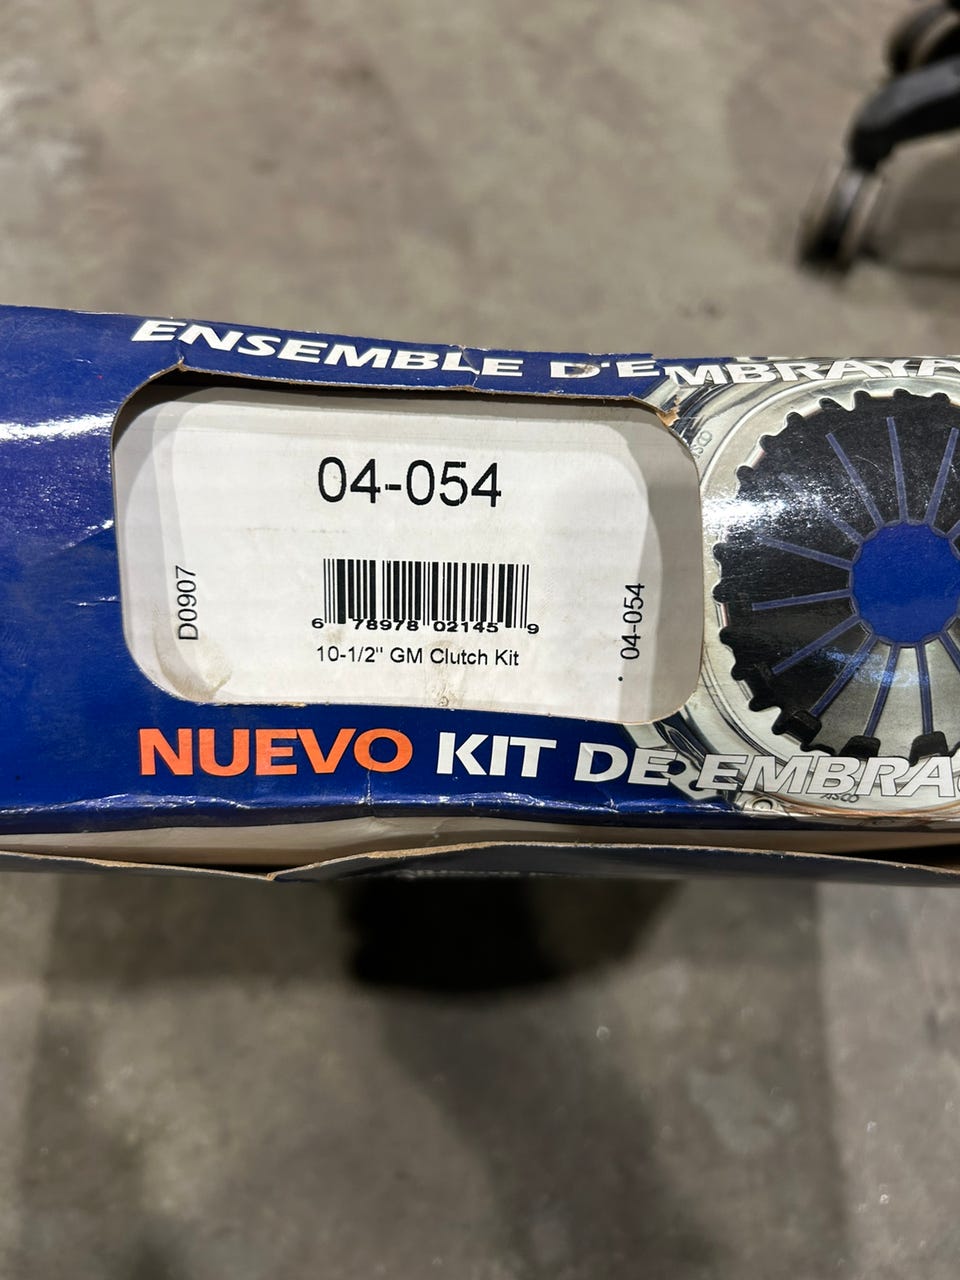 ENSEMBLE D'EMBRAYA
04-054
D0907
6 78978 02145 9
04-054
10-1/2" GM Clutch Kit
NUEVO KIT DE EMBRA